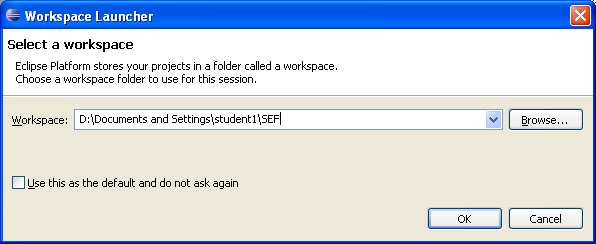 Workspace Launcher
Select a workspace
Eclipse Platform stores your projects in a folder called a workspace.
Choose a workspace folder to use for this session.
Workspace: D:\Documents and Settings\student1\SEF Browse...
Use this as the default and do not ask again
OK Cancel